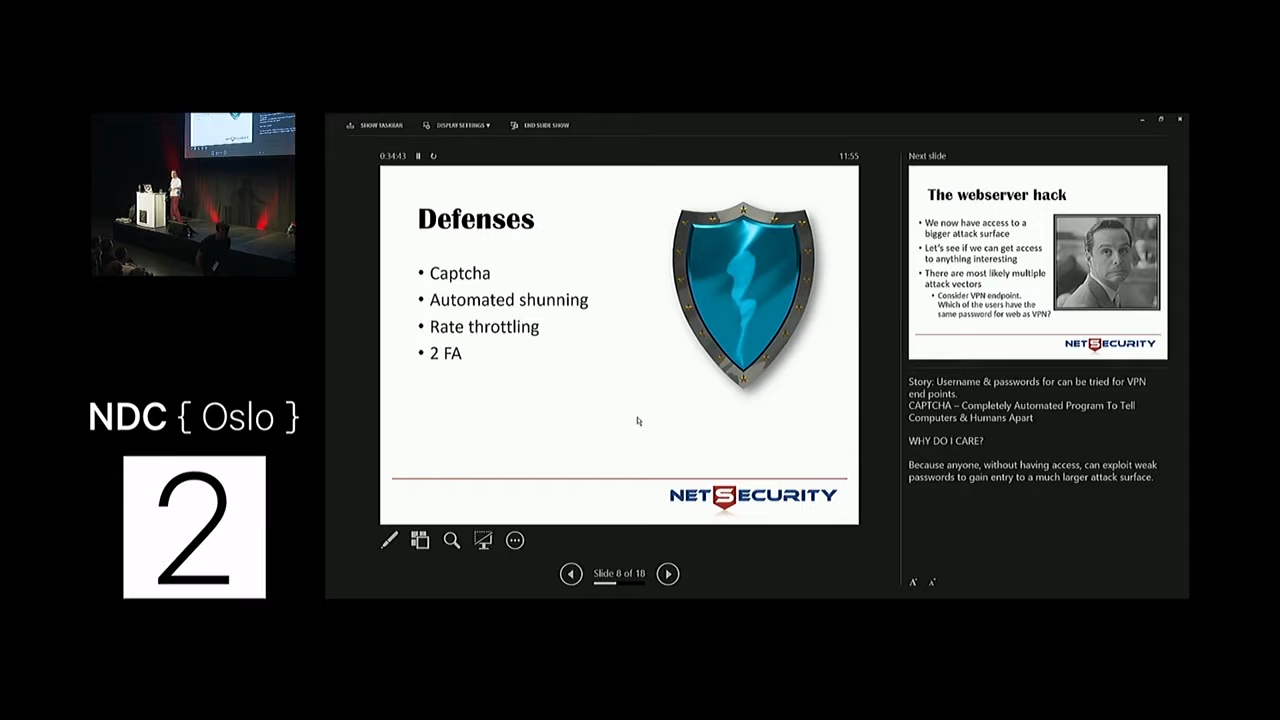 SHOW TASKBAR
DISPLAY SETTINGS ▾
END SLIDE SHOW
0:34:43
11:55
Defenses
• Captcha
• Automated shunning
• Rate throttling
• 2 FA
NETSECURITY
Slide 8 of 18
Next slide
The webserver hack
• We now have access to a
bigger attack surface
• Let's see if we can get access
to anything interesting
• There are most likely multiple
attack vectors
• Consider VPN endpoint.
Which of the users have the
same password for web as VPN?
NETSECURITY
Story: Username & passwords for can be tried for VPN
end points.
CAPTCHA – Completely Automated Program To Tell
Computers & Humans Apart
WHY DO I CARE?
Because anyone, without having access, can exploit weak
passwords to gain entry to a much larger attack surface.
A A
NDC { Oslo }
2